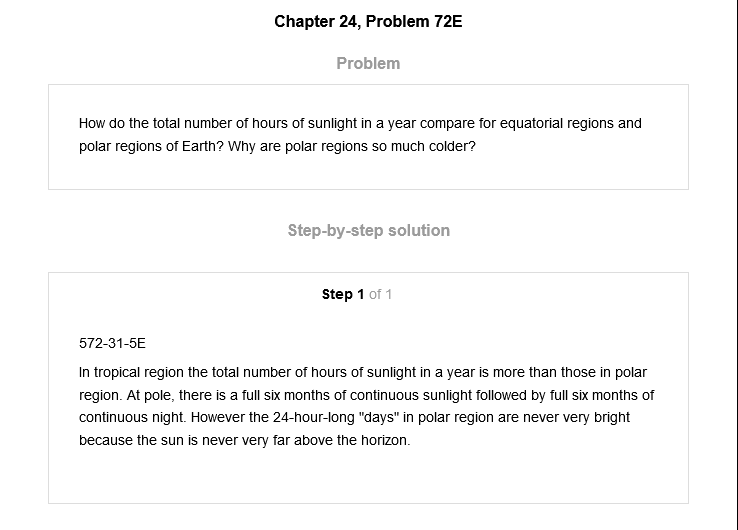 Chapter 24, Problem 72E
Problem
How do the total number of hours of sunlight in a year compare for equatorial regions and
polar regions of Earth? Why are polar regions so much colder?
Step-by-step solution
Step 1 of 1
572-31-5E
In tropical region the total number of hours of sunlight in a year is more than those in polar
region. At pole, there is a full six months of continuous sunlight followed by full six months of
continuous night. However the 24-hour-long "days" in polar region are never very bright
because the sun is never very far above the horizon.